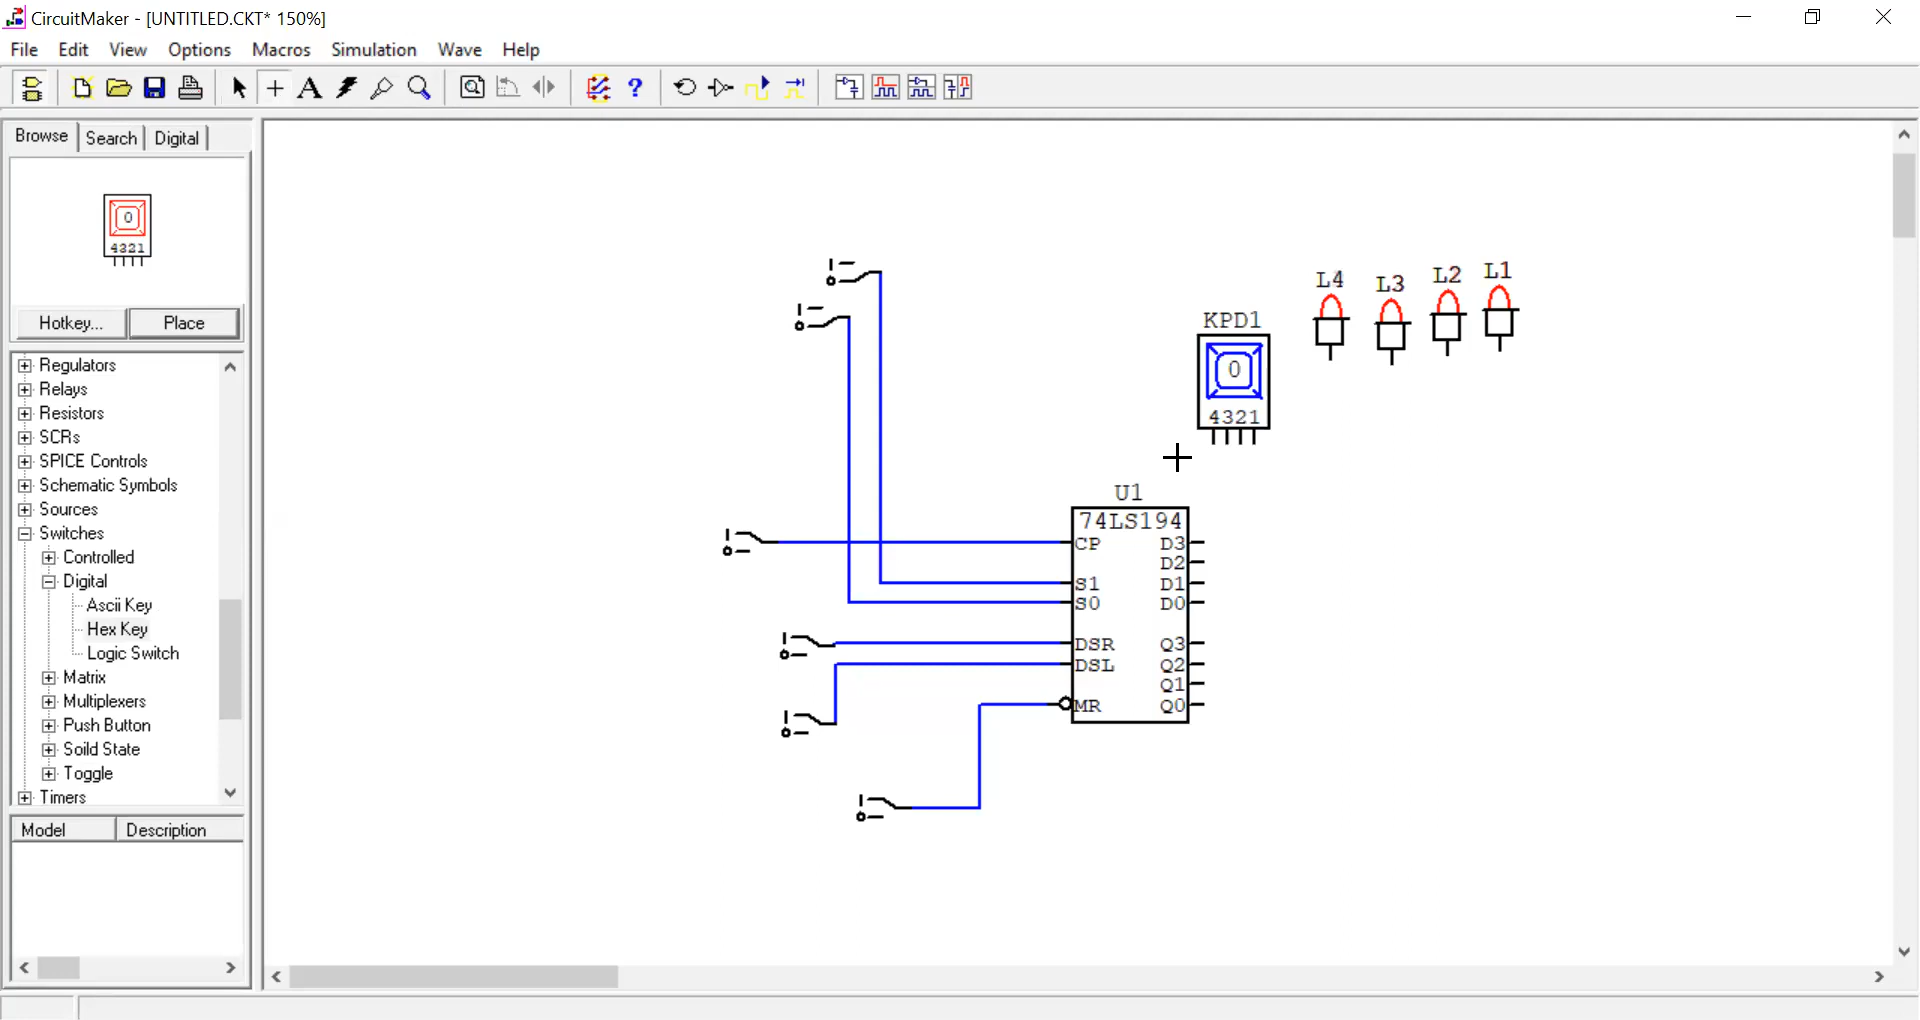 CircuitMaker - [UNTITLED.CKT* 150%]
File Edit View Options Macros Simulation Wave Help
A ?
Browse Search Digital
0
4321
Hotkey... Place
Regulators
Relays
Resistors
SCRs
SPICE Controls
Schematic Symbols
Sources
Switches
Controlled
Digital
Ascii Key
Hex Key
Logic Switch
Matrix
Multiplexers
Push Button
Soild State
Toggle
Timers
Model Description
L4 L3 L2 L1
KPD1
0
4321
U1
74LS194
CP D3
D2
S1 D1
S0 D0
DSR Q3
DSL Q2
Q1
MR Q0